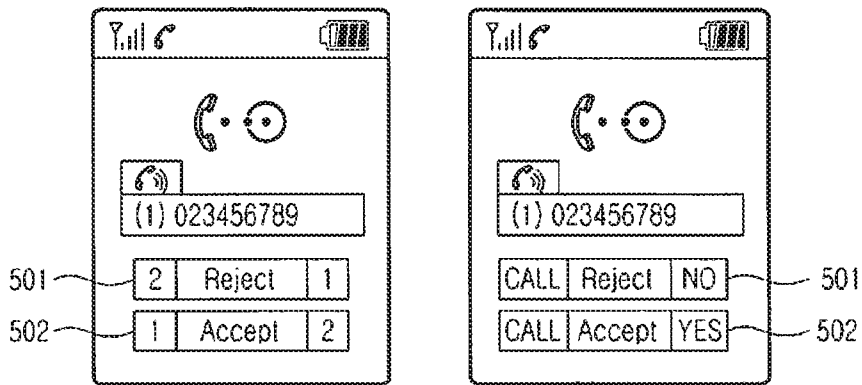 (1) 023456789
501
2 Reject 1
502
1 Accept 2
(1) 023456789
CALL Reject NO
501
CALL Accept YES
502